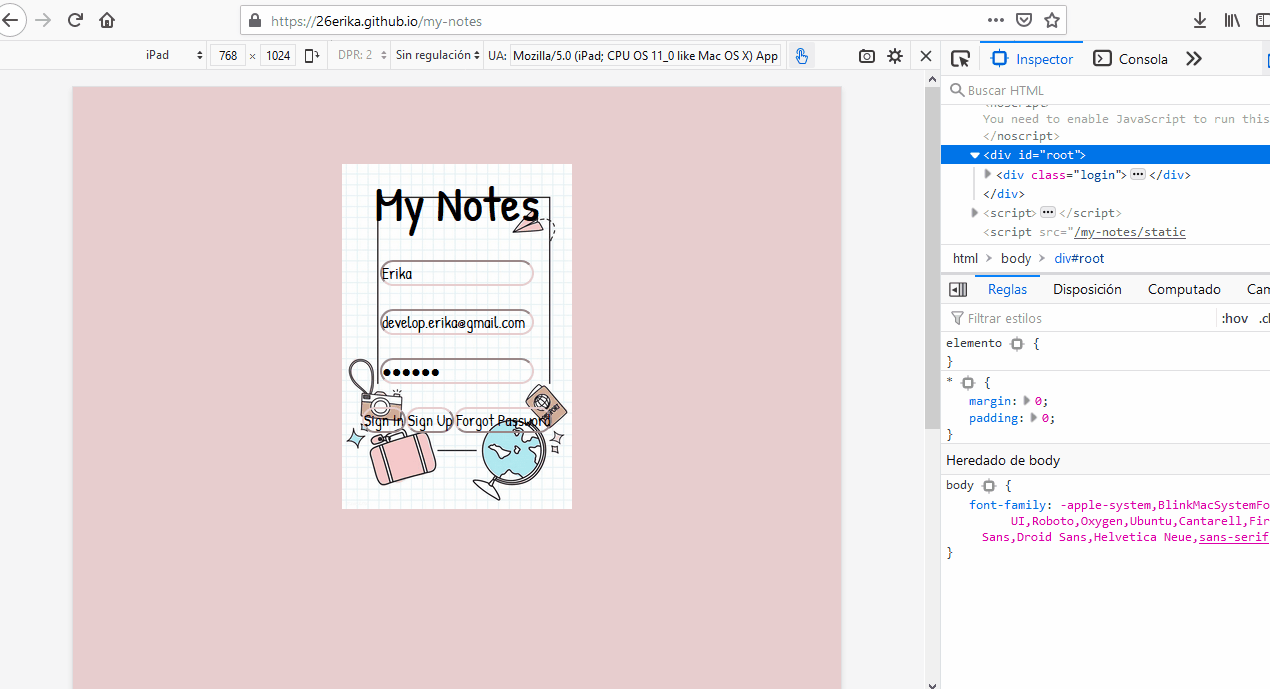 https://26erika.github.io/my-notes
iPad 768 × 1024 DPR: 2 Sin regulación UA: Mozilla/5.0 (iPad; CPU OS 11_0 like Mac OS X) App
Inspector Consola
Buscar HTML
<noscript>
You need to enable JavaScript to run this
</noscript>
<div id="root">
<div class="login"> ••• </div>
</div>
<script> ••• </script>
<script src="/my-notes/static
html > body > div#root
Reglas Disposición Computado Cam
Filtrar estilos :hov .cl
elemento {
}
* {
margin: 0;
padding: 0;
}
Heredado de body
body {
font-family: -apple-system,BlinkMacSystemFo
UI,Roboto,Oxygen,Ubuntu,Cantarell,Fir
Sans,Droid Sans,Helvetica Neue,sans-serif
}
My Notes
Erika
develop.erika@gmail.com
●●●●●●
Sign In Sign Up Forgot Password